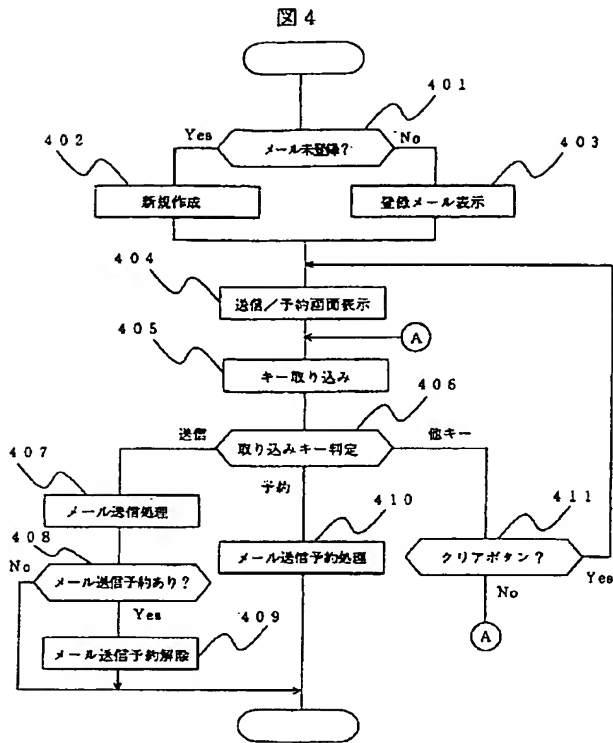 図4
401
Yes
メール未登録?
No
402
403
新規作成
登録メール表示
404
送信/予約画面表示
A
405
キー取り込み
406
送信
取り込みキー判定
他キー
407
予約
410
411
メール送信処理
408
メール送信予約処理
クリアボタン?
No
メール送信予約あり?
Yes
No
Yes
409
A
メール送信予約解除